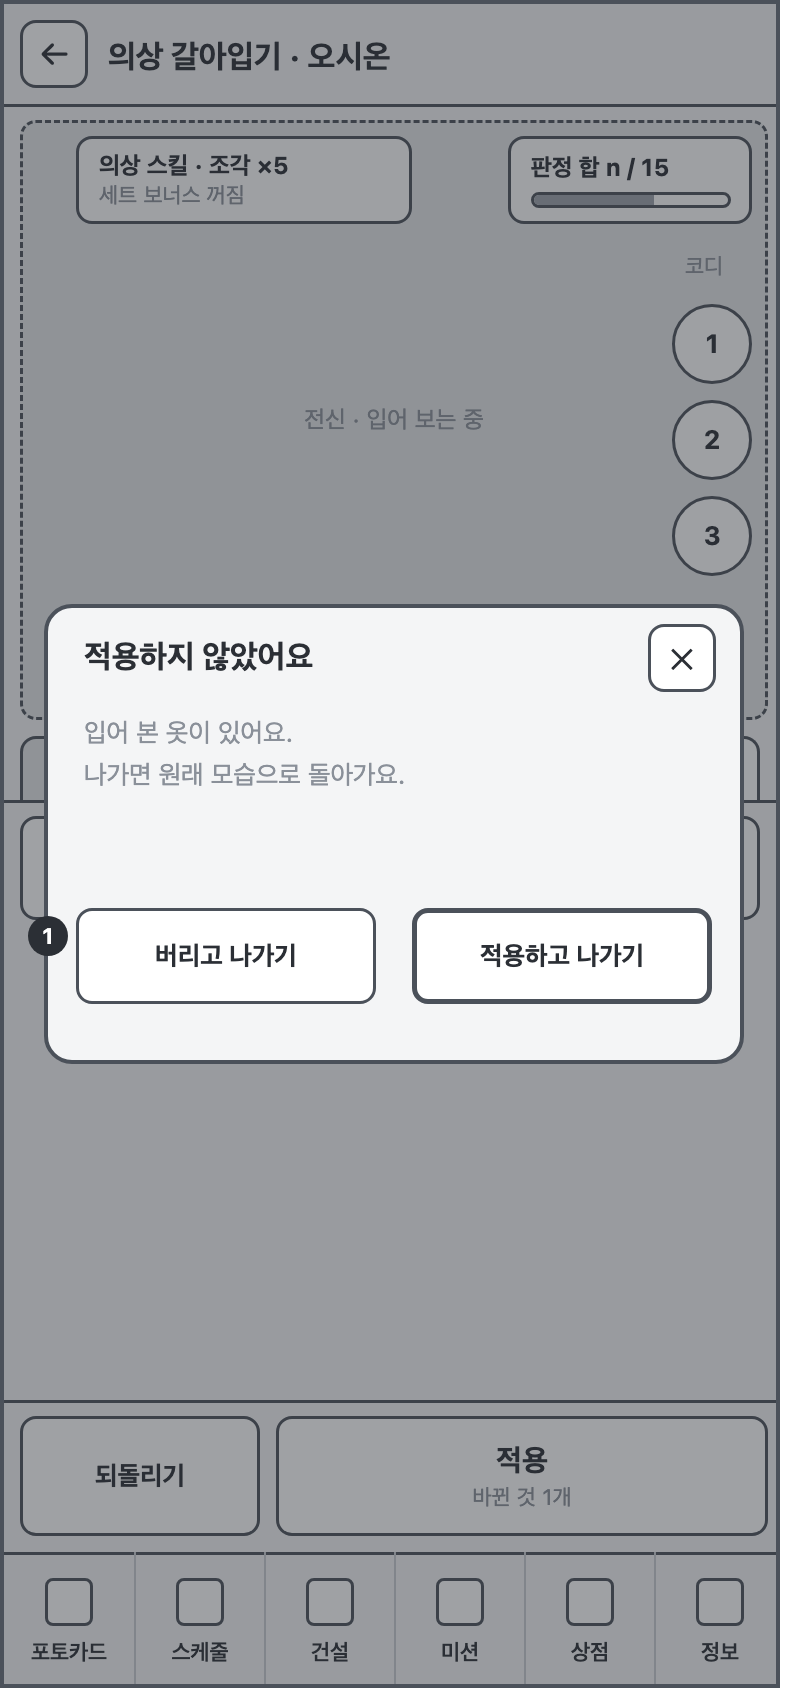 의상 갈아입기 · 오시온
의상 스킬 · 조각 ×5
세트 보너스 꺼짐
판정 합 n / 15
코디
1
전신 · 입어 보는 중
2
3
적용하지 않았어요
입어 본 옷이 있어요.
나가면 원래 모습으로 돌아가요.
1
버리고 나가기
적용하고 나가기
되돌리기
적용
바뀐 것 1개
포토카드
스케줄
건설
미션
상점
정보